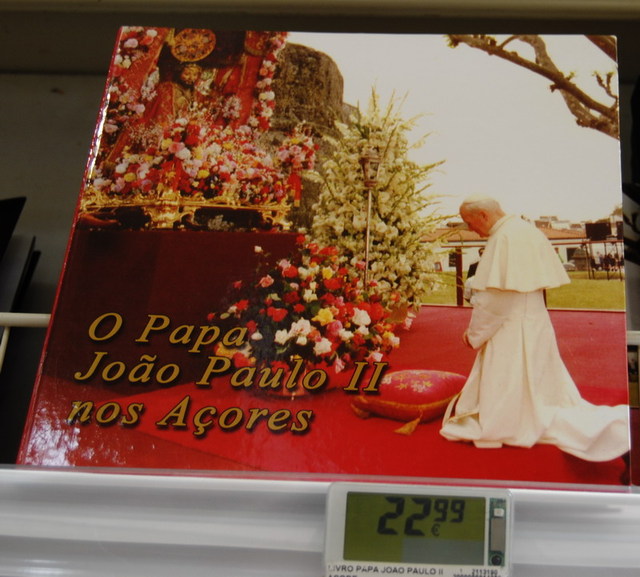 O Papa
João Paulo II
nos Açores
22 99
€
LIVRO PAPA JOAO PAULO II